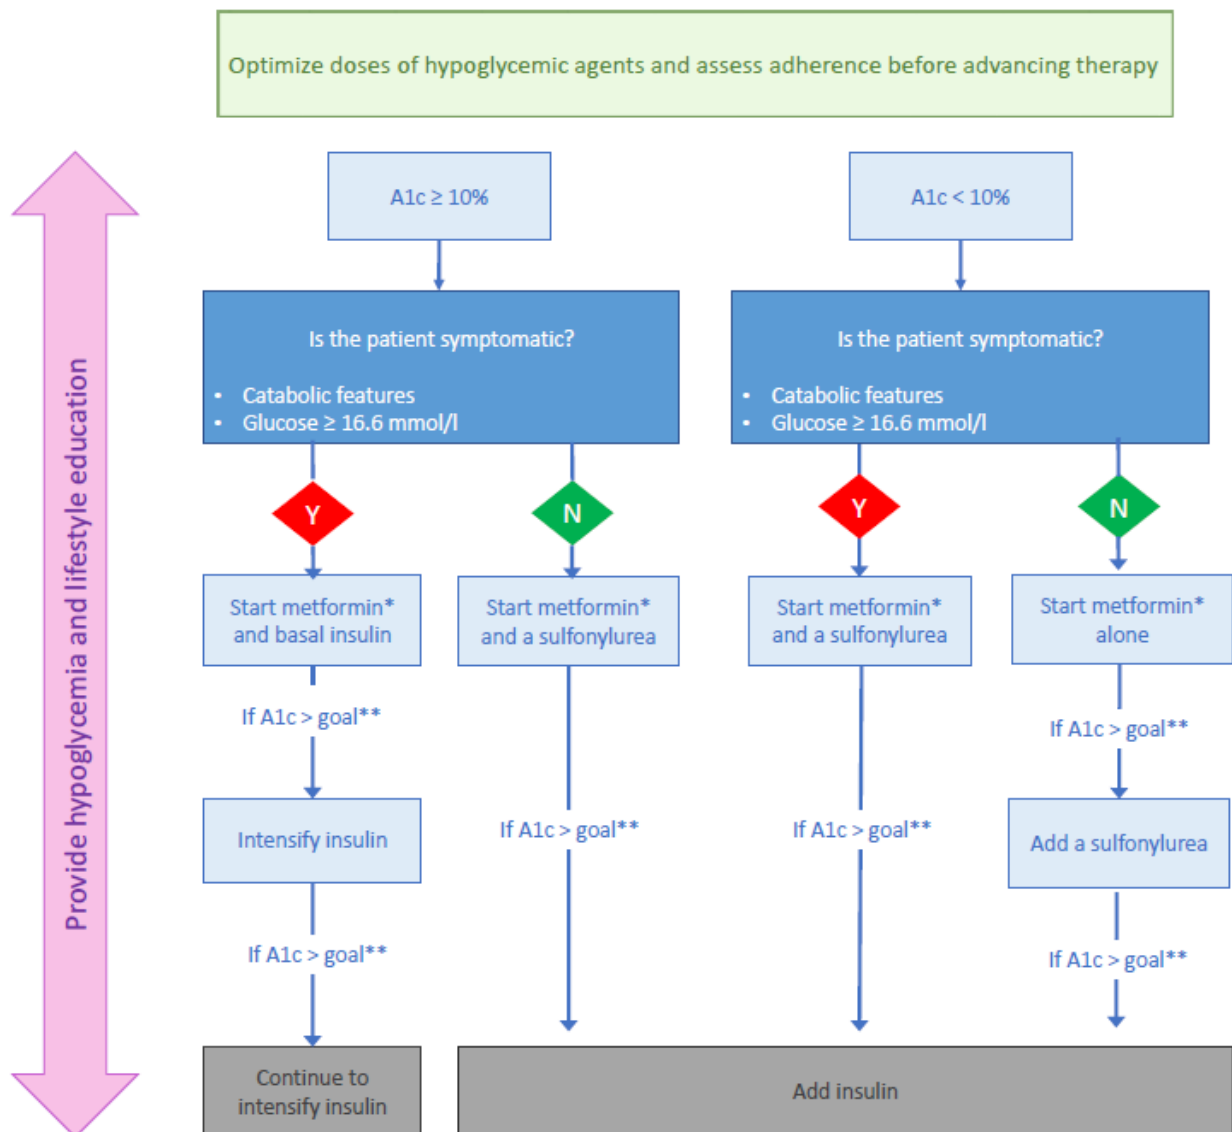 Optimize doses of hypoglycemic agents and assess adherence before advancing therapy
Provide hypoglycemia and lifestyle education
A1c ≥ 10%
A1c < 10%
Is the patient symptomatic?
• Catabolic features
• Glucose ≥ 16.6 mmol/l
Is the patient symptomatic?
• Catabolic features
• Glucose ≥ 16.6 mmol/l
Y
N
Y
N
Start metformin*
and basal insulin
Start metformin*
and a sulfonylurea
Start metformin*
and a sulfonylurea
Start metformin*
alone
If A1c > goal**
If A1c > goal**
Intensify insulin
If A1c > goal**
If A1c > goal**
Add a sulfonylurea
If A1c > goal**
If A1c > goal**
Continue to
intensify insulin
Add insulin